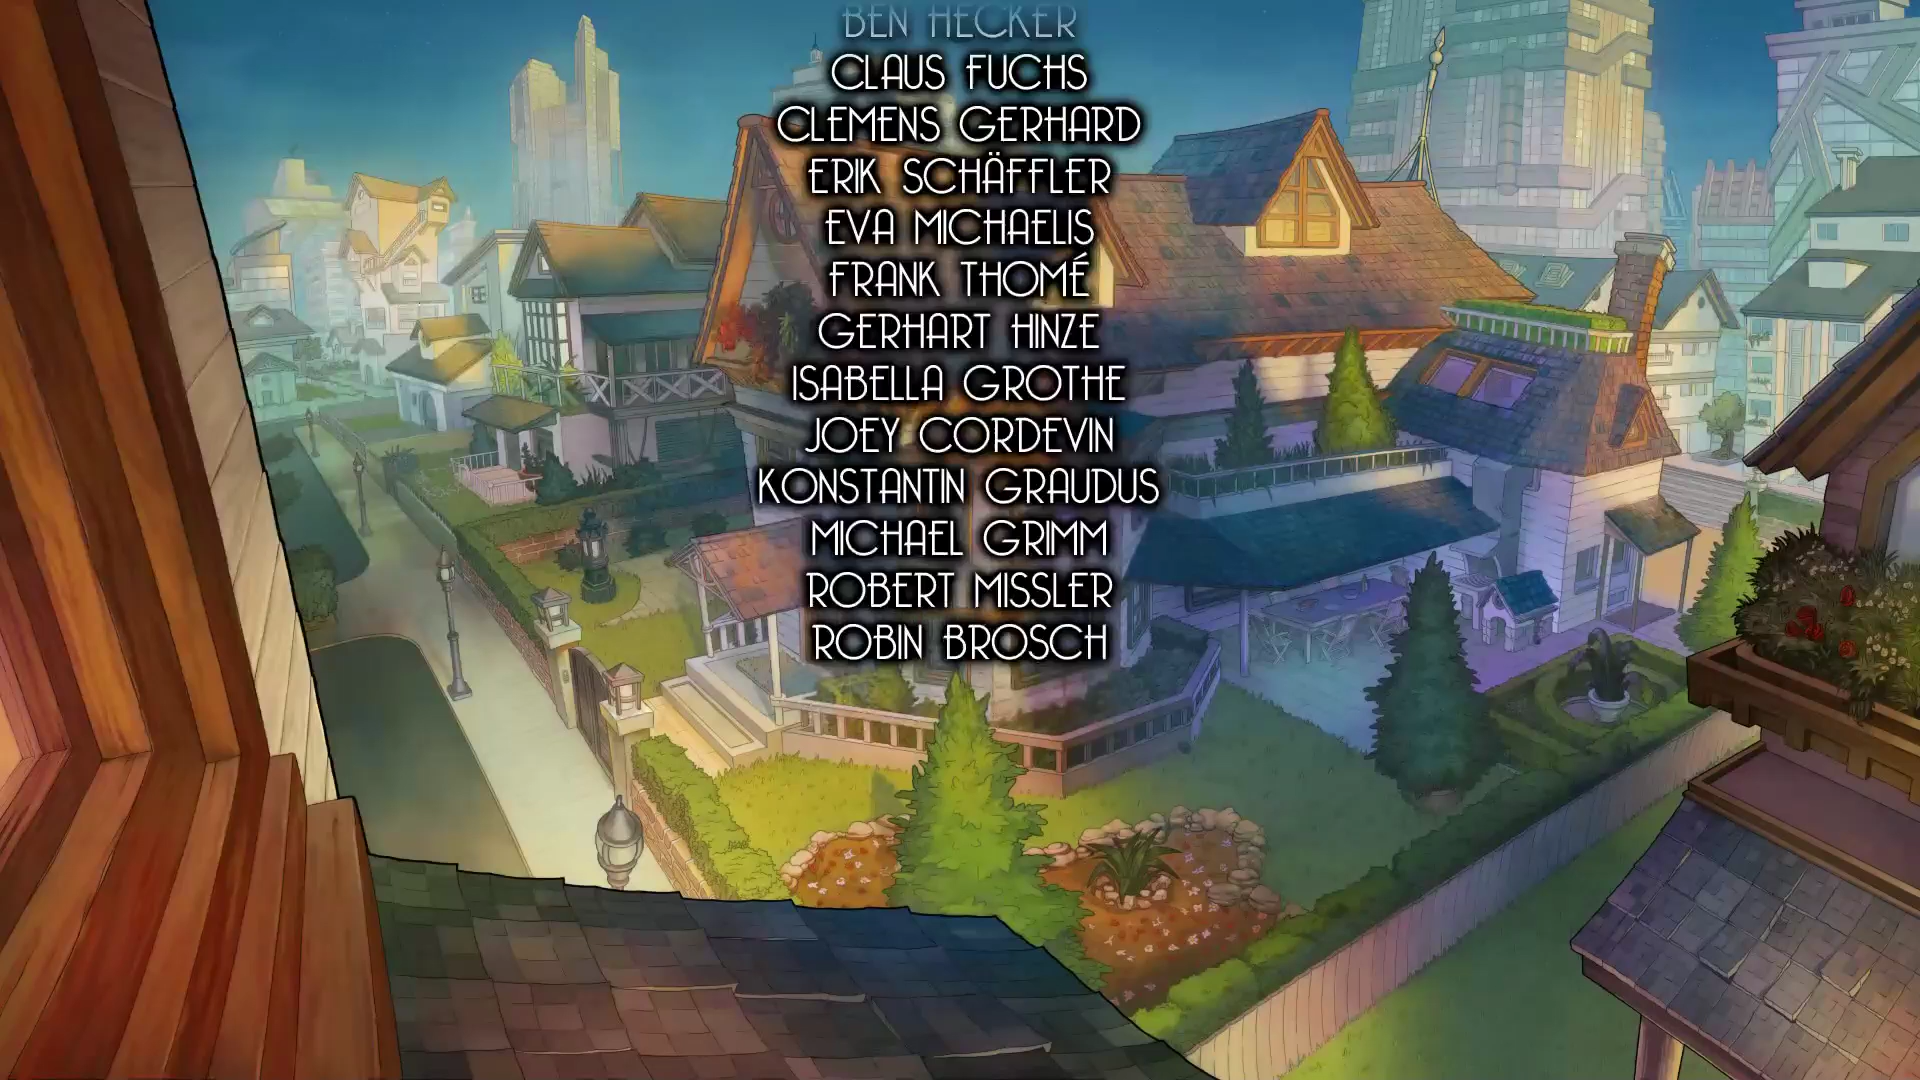 BEN HECKER
CLAUS FUCHS
CLEMENS GERHARD
ERIK SCHÄFFLER
EVA MICHAELIS
FRANK THOMÉ
GERHART HINZE
ISABELLA GROTHE
JOEY CORDEVIN
KONSTANTIN GRAUDUS
MICHAEL GRIMM
ROBERT MISSLER
ROBIN BROSCH